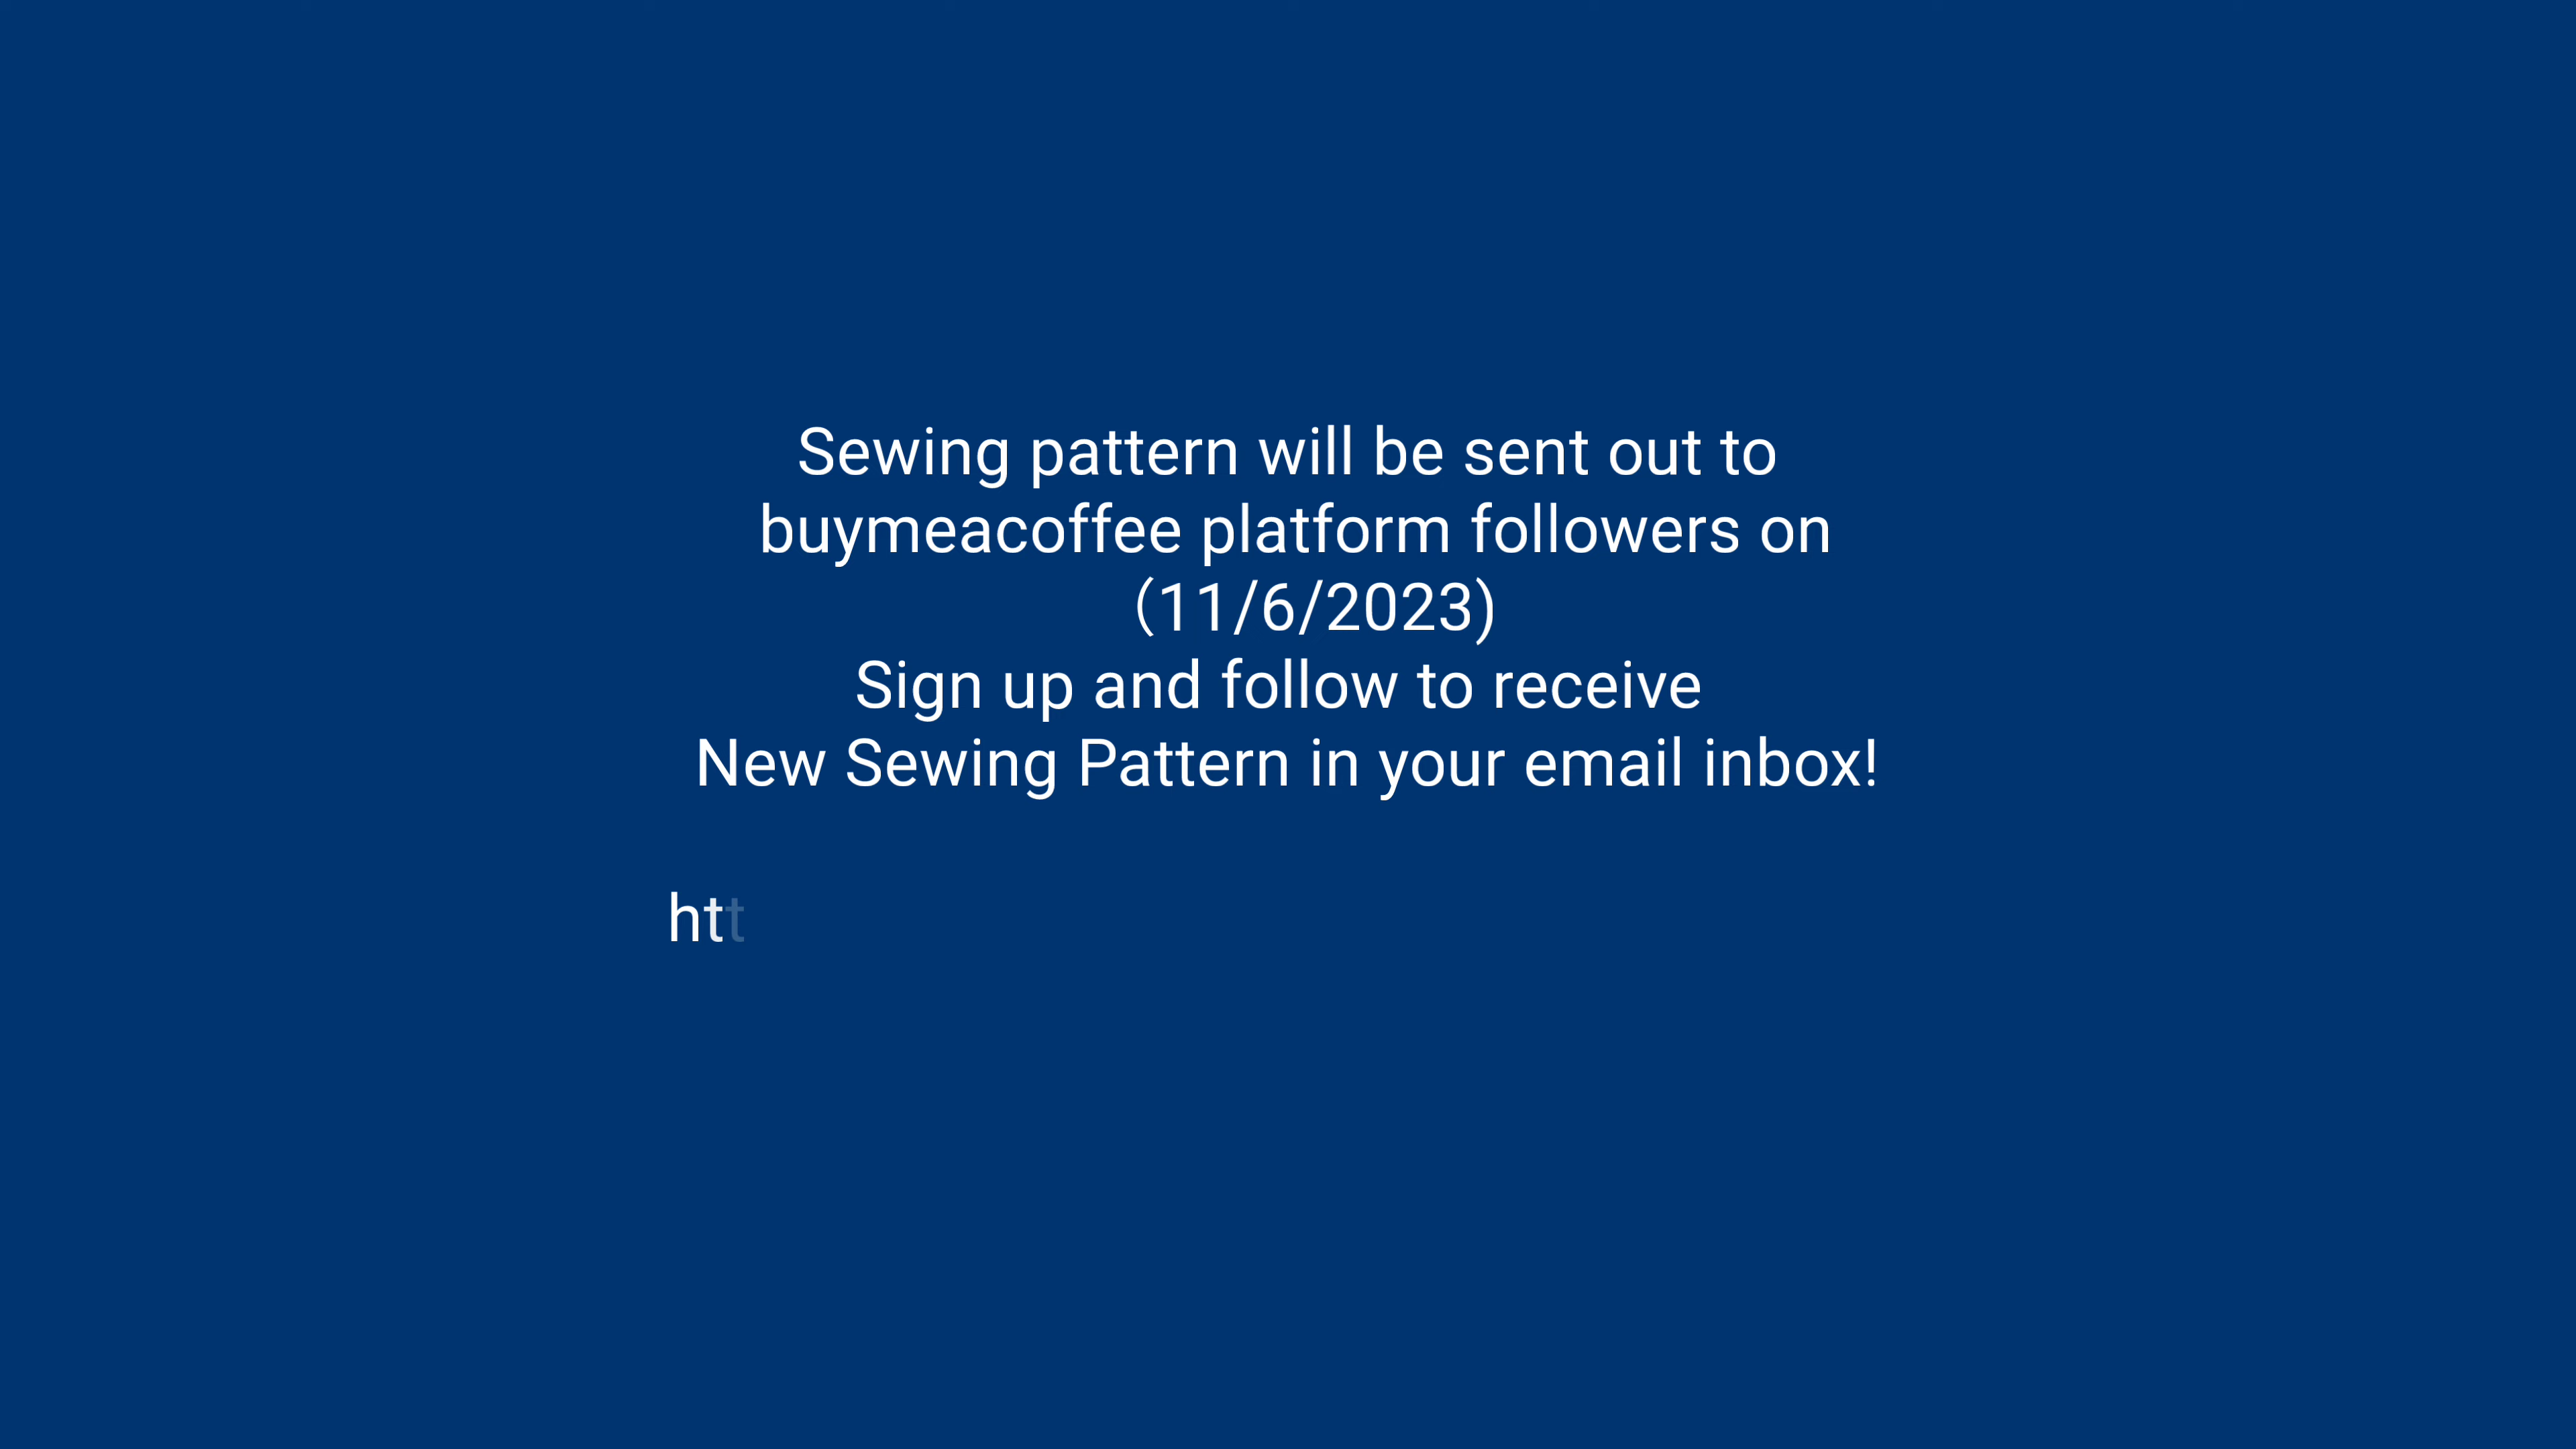 Sewing pattern will be sent out to
buymeacoffee platform followers on
(11/6/2023)
Sign up and follow to receive
New Sewing Pattern in your email inbox!
htt